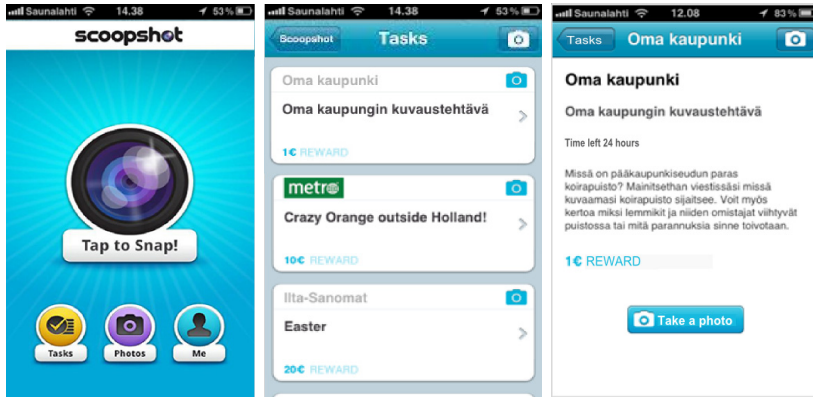 Saunalahti 14.38 53%
scoopshot
Tap to Snap!
Tasks Photos Me
Saunalahti 14.38 53%
Scoopshot Tasks
Oma kaupunki
Oma kaupungin kuvaustehtävä
1€ REWARD
metro
Crazy Orange outside Holland!
10€ REWARD
Ilta-Sanomat
Easter
20€ REWARD
Saunalahti 12.08 83%
Tasks Oma kaupunki
Oma kaupunki
Oma kaupungin kuvaustehtävä
Time left 24 hours
Missä on pääkaupunkiseudun paras
koirapuisto? Mainitsethan viestissäsi missä
kuvaamasi koirapuisto sijaitsee. Voit myös
kertoa miksi lemmikit ja niiden omistajat viihtyvät
puistossa tai mitä parannuksia sinne toivotaan.
1€ REWARD
Take a photo